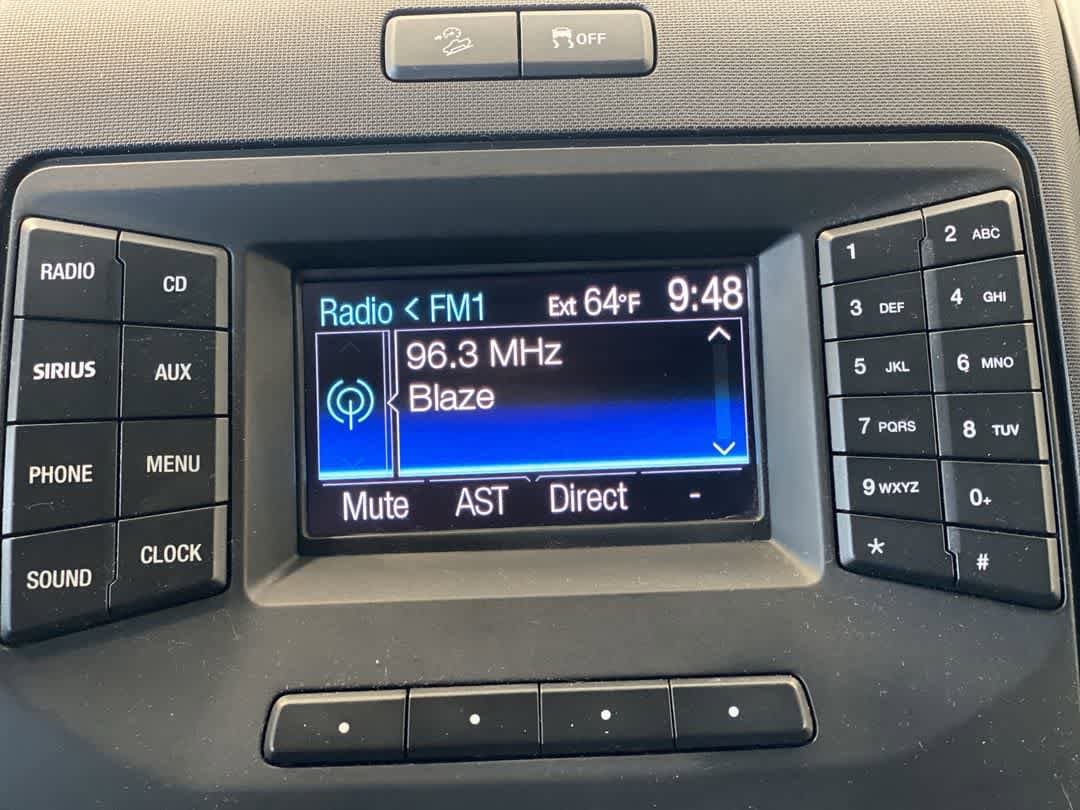 OFF
RADIO
CD
SIRIUS
AUX
PHONE
MENU
SOUND
CLOCK
Radio < FM1 Ext 64°F 9:48
96.3 MHz
Blaze
Mute AST Direct -
1
2 ABC
3 DEF
4 GHI
5 JKL
6 MNO
7 PQRS
8 TUV
9 WXYZ
0+
*
#